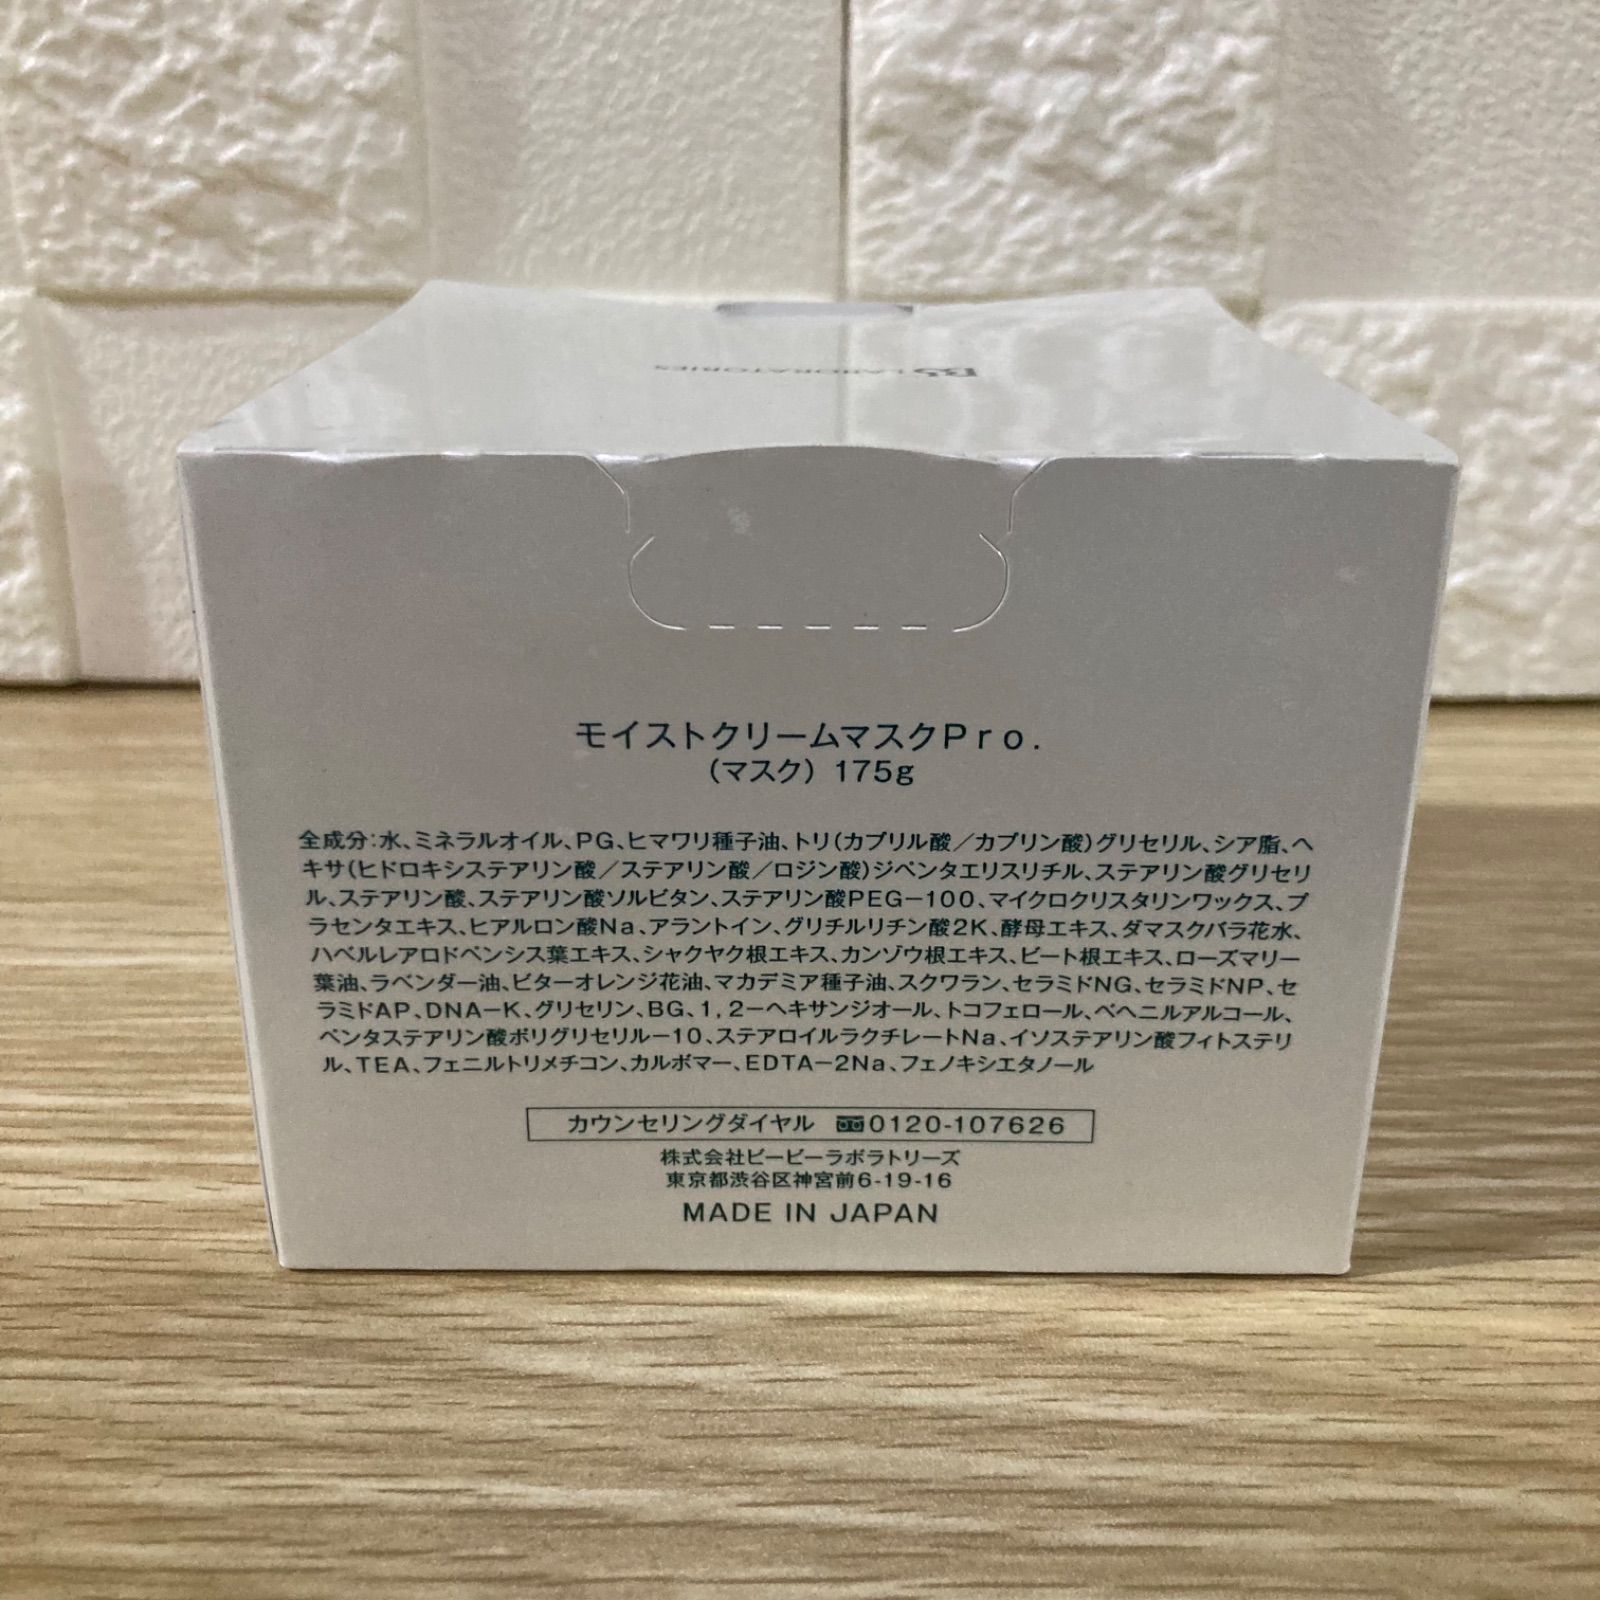 LABORATORIES
モイストクリームマスクPro.
(マスク) 175g
全成分:水、ミネラルオイル、PG、ヒマワリ種子油、トリ(カプリル酸/カプリン酸)グリセリル、シア脂、ヘ
キサ(ヒドロキシステアリン酸/ステアリン酸/ロジン酸)ジペンタエリスリチル、ステアリン酸グリセリ
ル、ステアリン酸、ステアリン酸ソルビタン、ステアリン酸PEG-100、マイクロクリスタリンワックス、プ
ラセンタエキス、ヒアルロン酸Na、アラントイン、グリチルリチン酸2K、酵母エキス、ダマスクバラ花水、
ハベルレアロドペンシス葉エキス、シャクヤク根エキス、カンゾウ根エキス、ビート根エキス、ローズマリー
葉油、ラベンダー油、ビターオレンジ花油、マカデミア種子油、スクワラン、セラミドNG、セラミドNP、セ
ラミドAP、DNA-K、グリセリン、BG、1,2-ヘキサンジオール、トコフェロール、ベヘニルアルコール、
ペンタステアリン酸ポリグリセリル-10、ステアロイルラクチレートNa、イソステアリン酸フィトステリ
ル、TEA、フェニルトリメチコン、カルボマー、EDTA-2Na、フェノキシエタノール
カウンセリングダイヤル 0120-107626
株式会社ビービーラボラトリーズ
東京都渋谷区神宮前6-19-16
MADE IN JAPAN